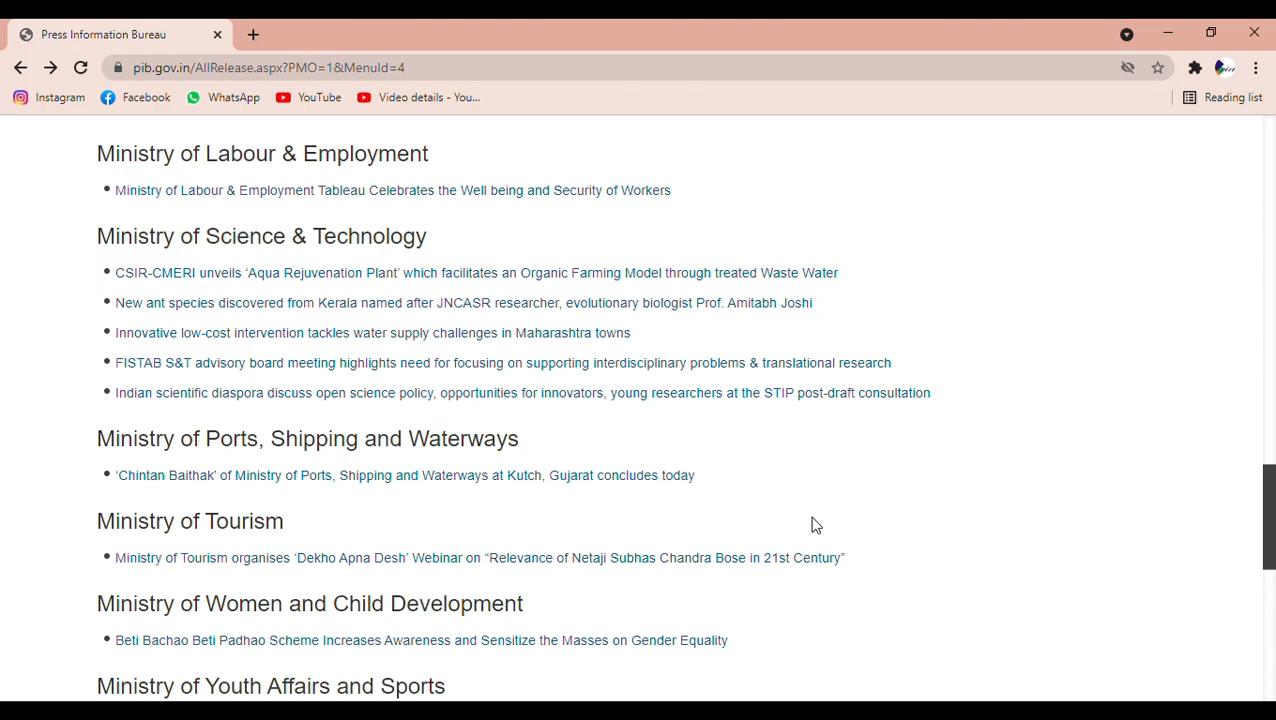 Press Information Bureau
pib.gov.in/AllRelease.aspx?PMO=1&MenuId=4
Instagram Facebook WhatsApp YouTube Video details - You... Reading list
Ministry of Labour & Employment
Ministry of Labour & Employment Tableau Celebrates the Well being and Security of Workers
Ministry of Science & Technology
CSIR-CMERI unveils ‘Aqua Rejuvenation Plant’ which facilitates an Organic Farming Model through treated Waste Water
New ant species discovered from Kerala named after JNCASR researcher, evolutionary biologist Prof. Amitabh Joshi
Innovative low-cost intervention tackles water supply challenges in Maharashtra towns
FISTAB S&T advisory board meeting highlights need for focusing on supporting interdisciplinary problems & translational research
Indian scientific diaspora discuss open science policy, opportunities for innovators, young researchers at the STIP post-draft consultation
Ministry of Ports, Shipping and Waterways
‘Chintan Baithak’ of Ministry of Ports, Shipping and Waterways at Kutch, Gujarat concludes today
Ministry of Tourism
Ministry of Tourism organises ‘Dekho Apna Desh’ Webinar on “Relevance of Netaji Subhas Chandra Bose in 21st Century”
Ministry of Women and Child Development
Beti Bachao Beti Padhao Scheme Increases Awareness and Sensitize the Masses on Gender Equality
Ministry of Youth Affairs and Sports